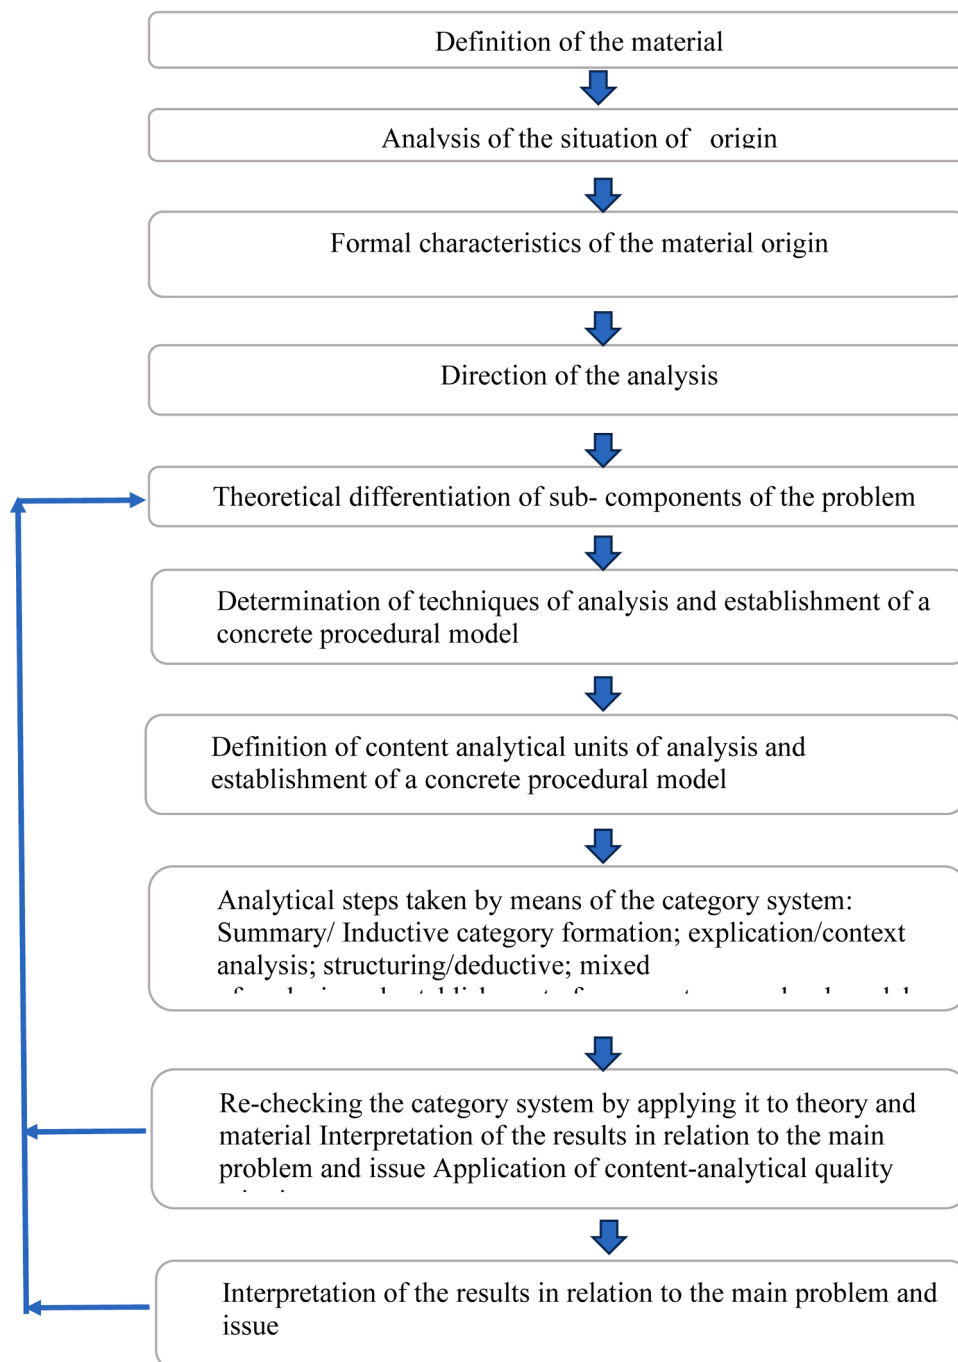 Definition of the material
Analysis of the situation of origin
Formal characteristics of the material origin
Direction of the analysis
Theoretical differentiation of sub- components of the problem
Determination of techniques of analysis and establishment of a
concrete procedural model
Definition of content analytical units of analysis and
establishment of a concrete procedural model
Analytical steps taken by means of the category system:
Summary/ Inductive category formation; explication/context
analysis; structuring/deductive; mixed
Re-checking the category system by applying it to theory and
material Interpretation of the results in relation to the main
problem and issue Application of content-analytical quality
Interpretation of the results in relation to the main problem and
issue